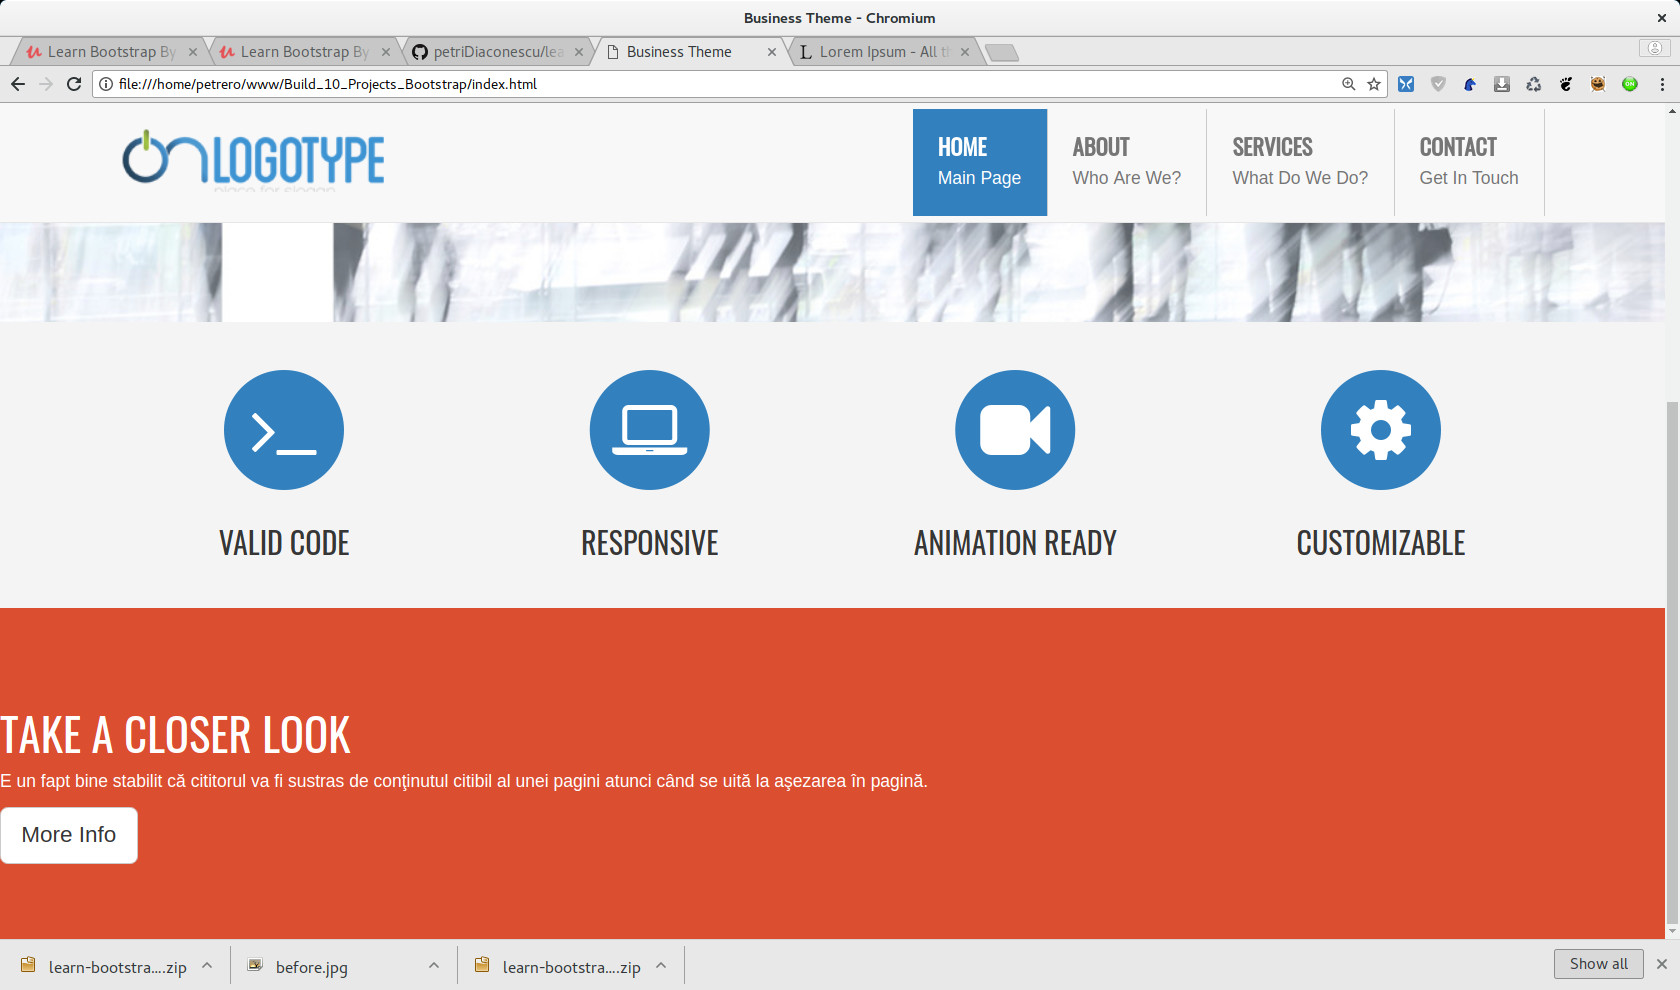 Business Theme - Chromium
Learn Bootstrap By
Learn Bootstrap By
petriDiaconescu/lea
Business Theme
Lorem Ipsum - All t
file:///home/petrero/www/Build_10_Projects_Bootstrap/index.html
ON
LOGOTYPE
HOME
Main Page
ABOUT
Who Are We?
SERVICES
What Do We Do?
CONTACT
Get In Touch
VALID CODE
RESPONSIVE
ANIMATION READY
CUSTOMIZABLE
TAKE A CLOSER LOOK
E un fapt bine stabilit că cititorul va fi sustras de conţinutul citibil al unei pagini atunci când se uită la aşezarea în pagină.
More Info
learn-bootstra....zip
before.jpg
learn-bootstra....zip
Show all